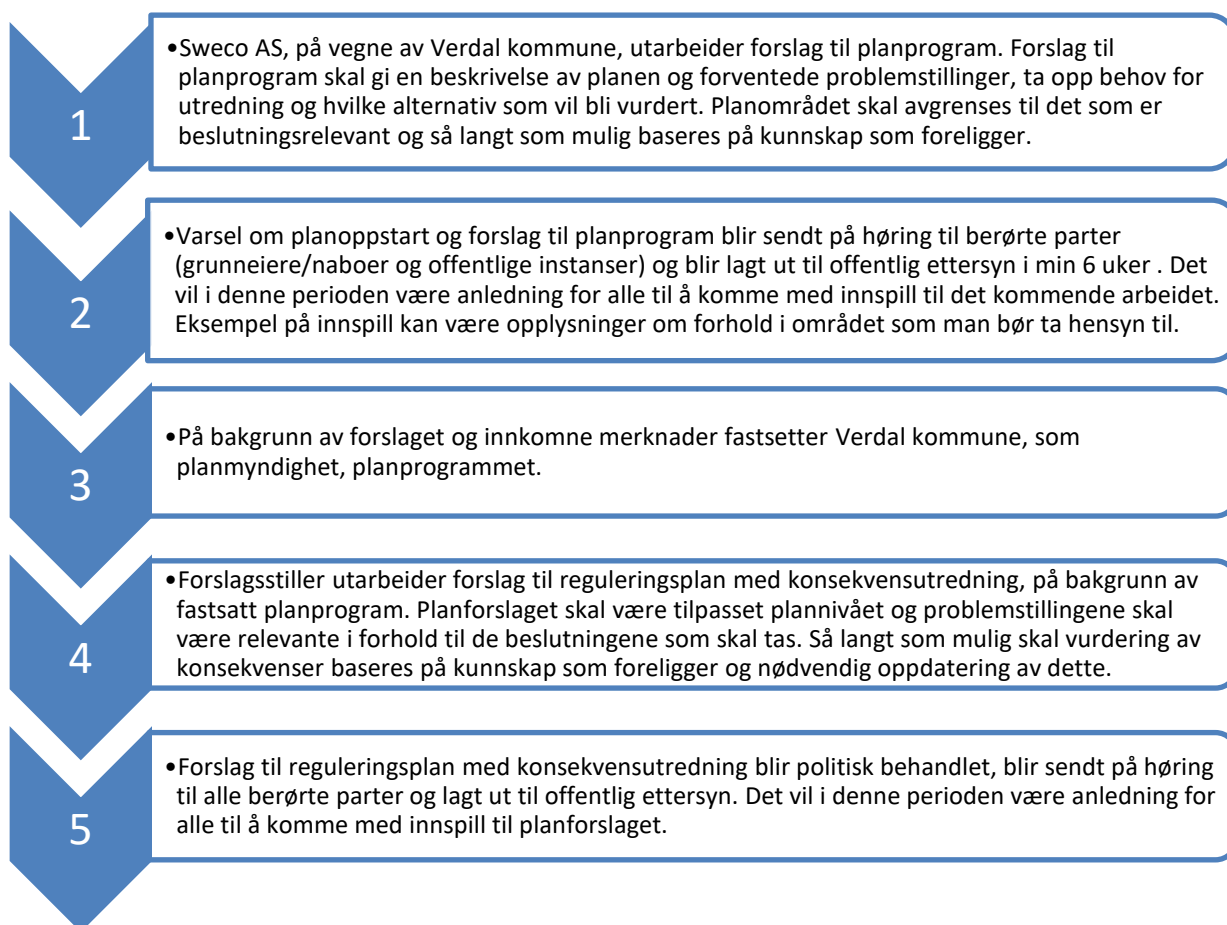 1
•Sweco AS, på vegne av Verdal kommune, utarbeider forslag til planprogram. Forslag til
planprogram skal gi en beskrivelse av planen og forventede problemstillinger, ta opp behov for
utredning og hvilke alternativ som vil bli vurdert. Planområdet skal avgrenses til det som er
beslutningsrelevant og så langt som mulig baseres på kunnskap som foreligger.
2
•Varsel om planoppstart og forslag til planprogram blir sendt på høring til berørte parter
(grunneiere/naboer og offentlige instanser) og blir lagt ut til offentlig ettersyn i min 6 uker . Det
vil i denne perioden være anledning for alle til å komme med innspill til det kommende arbeidet.
Eksempel på innspill kan være opplysninger om forhold i området som man bør ta hensyn til.
3
•På bakgrunn av forslaget og innkomne merknader fastsetter Verdal kommune, som
planmyndighet, planprogrammet.
4
•Forslagsstiller utarbeider forslag til reguleringsplan med konsekvensutredning, på bakgrunn av
fastsatt planprogram. Planforslaget skal være tilpasset plannivået og problemstillingene skal
være relevante i forhold til de beslutningene som skal tas. Så langt som mulig skal vurdering av
konsekvenser baseres på kunnskap som foreligger og nødvendig oppdatering av dette.
5
•Forslag til reguleringsplan med konsekvensutredning blir politisk behandlet, blir sendt på høring
til alle berørte parter og lagt ut til offentlig ettersyn. Det vil i denne perioden være anledning for
alle til å komme med innspill til planforslaget.